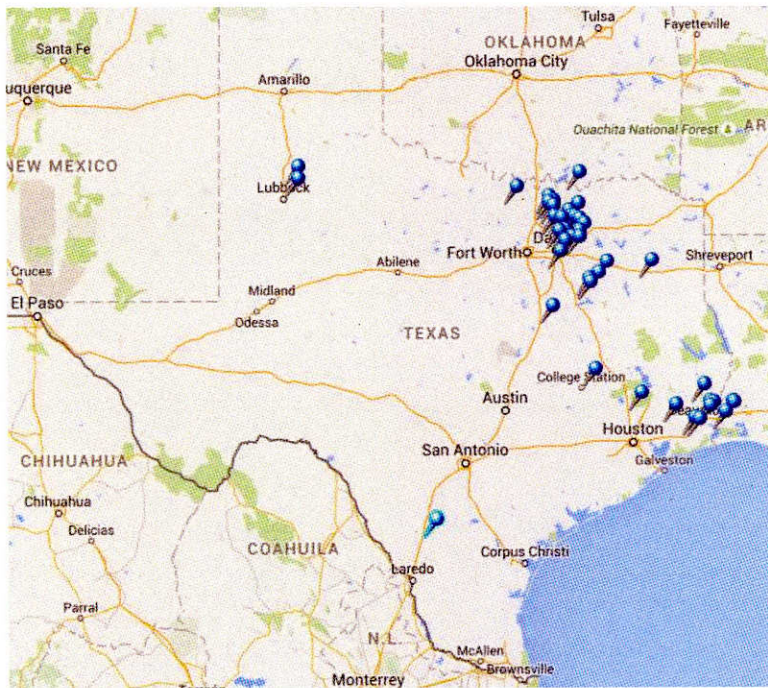 Tulsa
Fayetteville
Santa Fe
OKLAHOMA
Oklahoma City
Amarillo
uquerque
Ouachita National Forest
AR
NEW MEXICO
Lubbock
Da
Fort Worth
Shreveport
Abilene
Cruces
Midland
El Paso
Odessa
TEXAS
College Station
Austin
Houston
San Antonio
Galveston
CHIHUAHUA
Chihuahua
Delicias
COAHUILA
Corpus Christi
Laredo
Parral
N.L.
McAllen
Monterrey
Brownsville